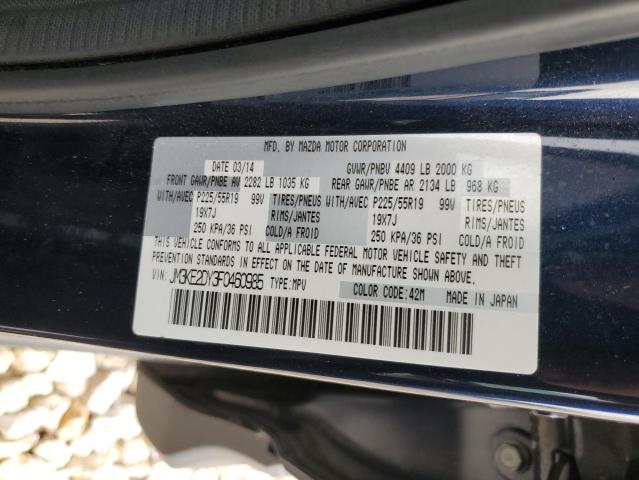 MFD. BY MAZDA MOTOR CORPORATION
DATE 03/14 GVWR/PNBV 4409 LB 2000 KG
FRONT GAWR/PNBE AV 2282 LB 1035 KG REAR GAWR/PNBE AR 2134 LB 968 KG
WITH/AVEC P225/55R19 99V TIRES/PNEUS WITH/AVEC P225/55R19 99V TIRES/PNEUS
19X7J RIMS/JANTES 19X7J RIMS/JANTES
250 KPA/36 PSI COLD/A FROID 250 KPA/36 PSI COLD/A FROID
THIS VEHICLE CONFORMS TO ALL APPLICABLE FEDERAL MOTOR VEHICLE SAFETY AND THEFT
PREVENTION STANDARDS IN EFFECT ON THE DATE OF MANUFACTURE SHOWN ABOVE.
VIN: JM3KE2DY3F0460985 TYPE:MPV COLOR CODE:42M MADE IN JAPAN